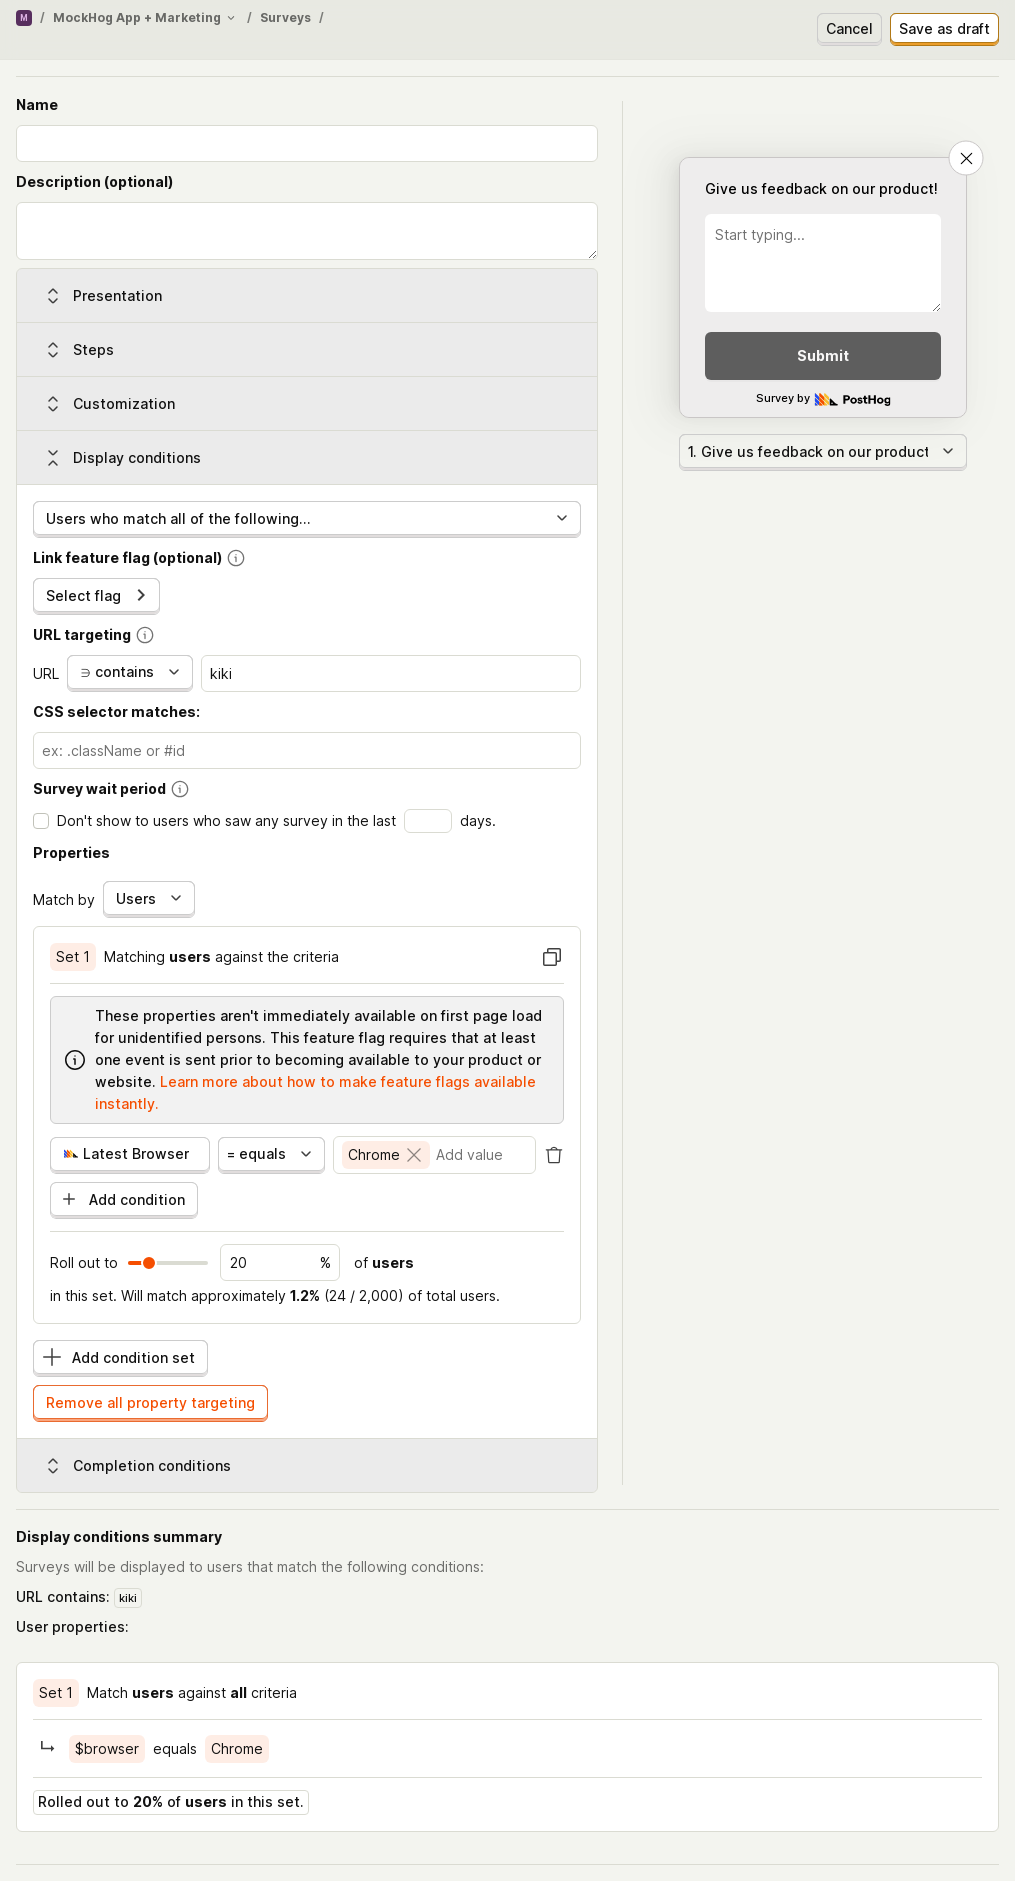 M / MockHog App + Marketing / Surveys /
Cancel
Save as draft
Name
Description (optional)
Presentation
Steps
Customization
Display conditions
Users who match all of the following...
Link feature flag (optional)
Select flag
URL targeting
URL ∋ contains kiki
CSS selector matches:
ex: .className or #id
Survey wait period
Don't show to users who saw any survey in the last days.
Properties
Match by Users
Set 1 Matching users against the criteria
These properties aren't immediately available on first page load
for unidentified persons. This feature flag requires that at least
one event is sent prior to becoming available to your product or
website. Learn more about how to make feature flags available
instantly.
Latest Browser = equals Chrome Add value
Add condition
Roll out to 20 % of users
in this set. Will match approximately 1.2% (24 / 2,000) of total users.
Add condition set
Remove all property targeting
Completion conditions
Give us feedback on our product!
Start typing...
Submit
Survey by PostHog
1. Give us feedback on our product
Display conditions summary
Surveys will be displayed to users that match the following conditions:
URL contains: kiki
User properties:
Set 1 Match users against all criteria
$browser equals Chrome
Rolled out to 20% of users in this set.